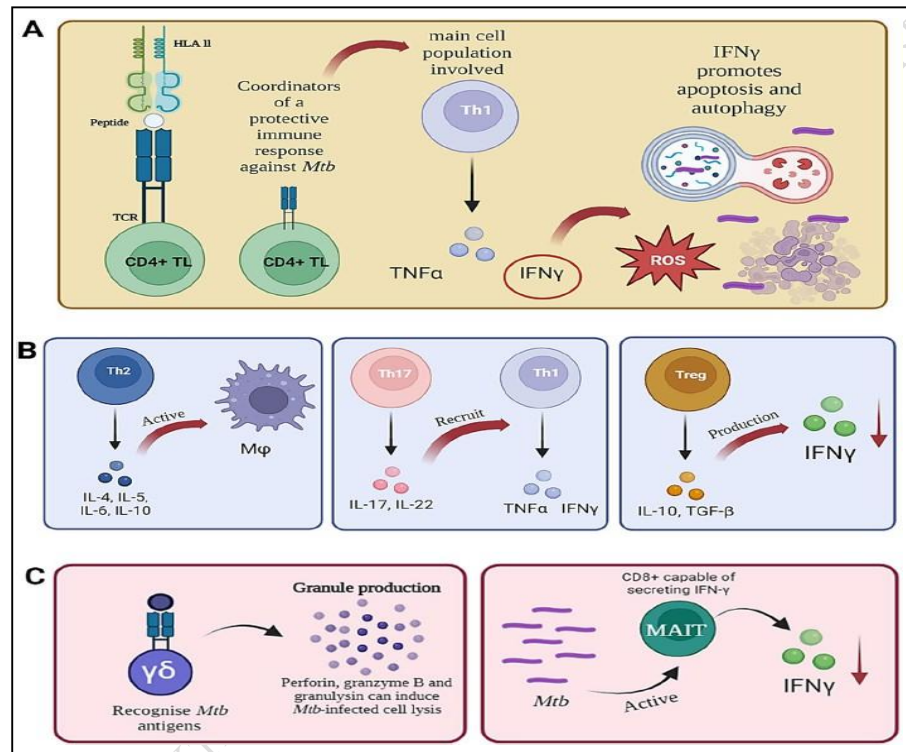 A
HLA II
Peptide
TCR
CD4+ TL
Coordinators
of a
protective
immune
response
against Mtb
CD4+ TL
main cell
population
involved
Th1
TNFα
IFNγ
IFNγ
promotes
apoptosis and
autophagy
ROS
B
Th2
Active
Mφ
IL-4, IL-5,
IL-6, IL-10
Th17
Recruit
Th1
IL-17, IL-22
TNFα IFNγ
Treg
Production
IFNγ
IL-10, TGF-β
C
γδ
Recognise Mtb
antigens
Granule production
Perforin, granzyme B and
granulysin can induce
Mtb-infected cell lysis
CD8+ capable of
secreting IFN-γ
MAIT
Mtb
Active
IFNγ